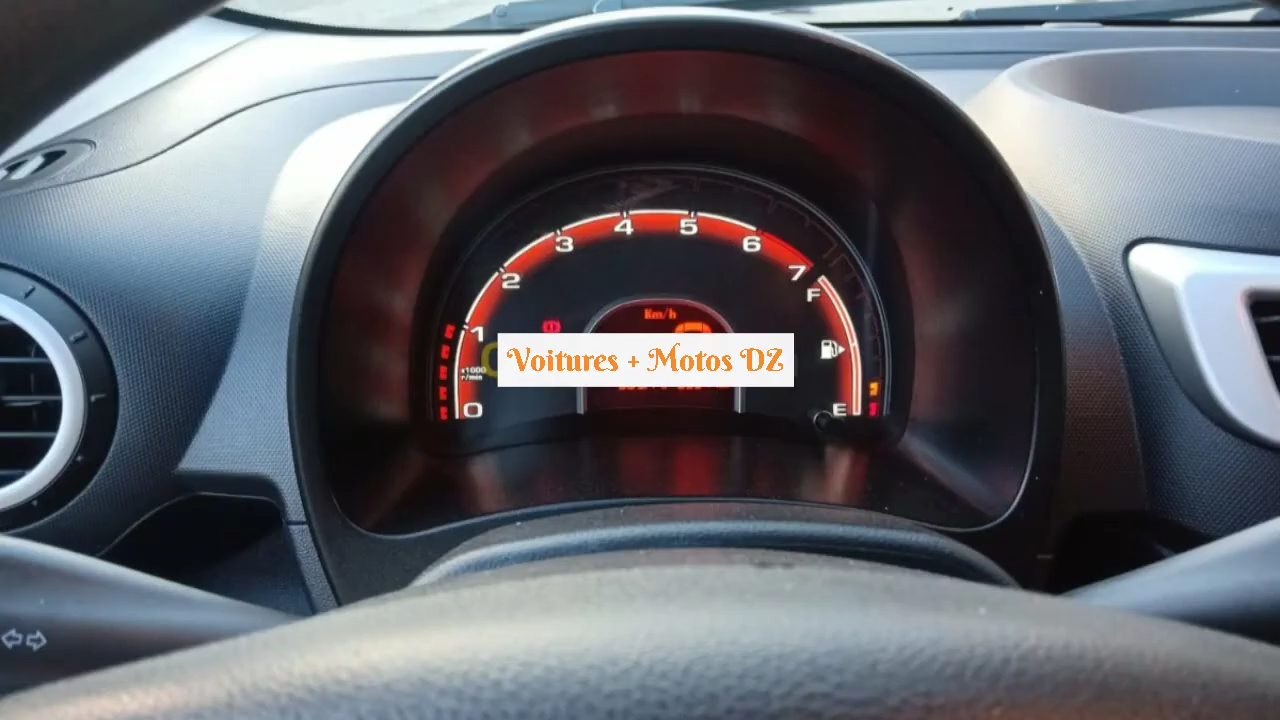 4 5
3 6
2 7
F
Km/h
1
x1000
r/min
Voitures + Motos DZ
0 E